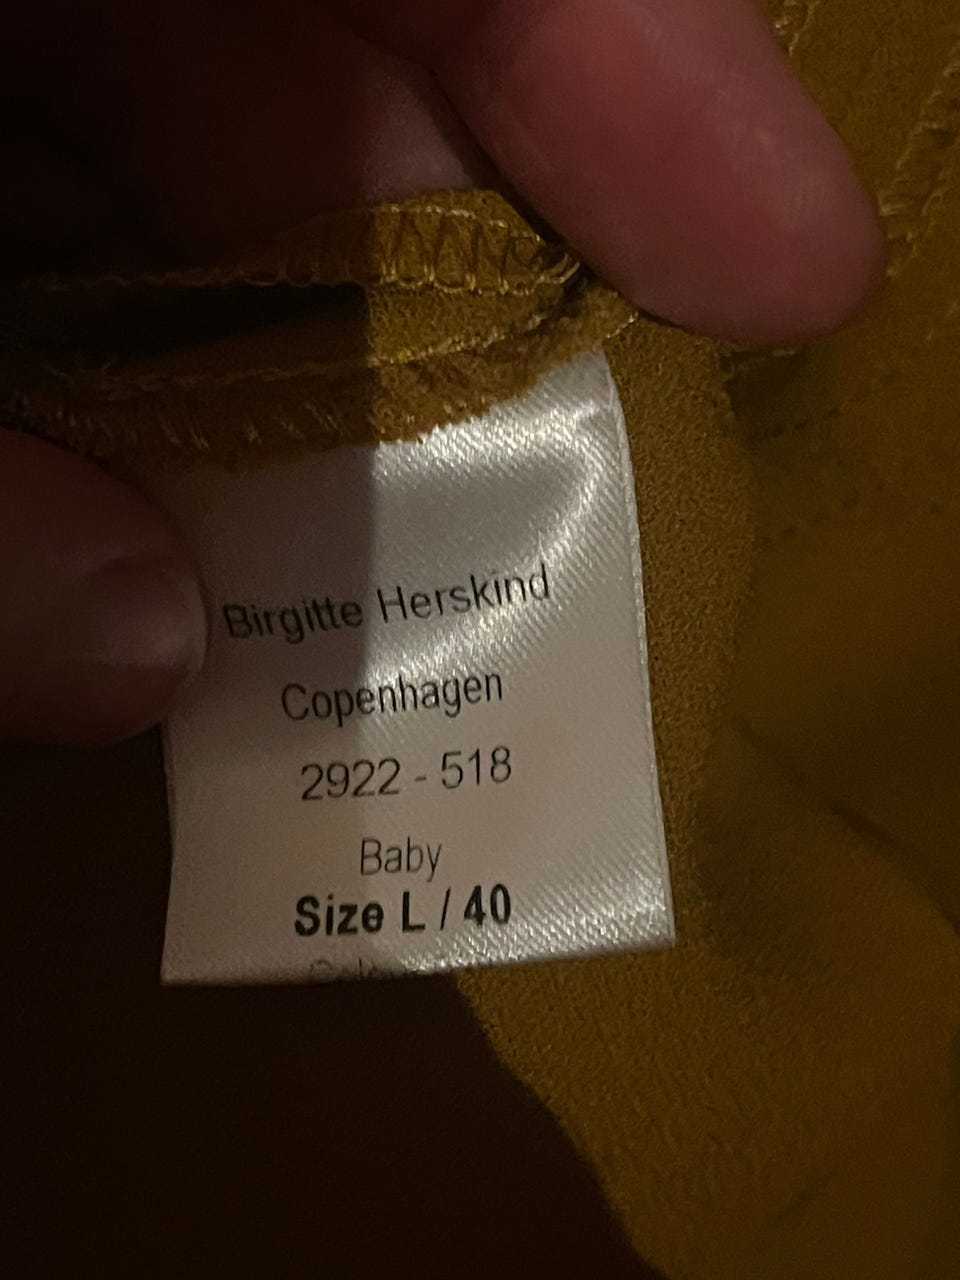 Birgitte Herskind
Copenhagen
2922 - 518
Baby
Size L / 40